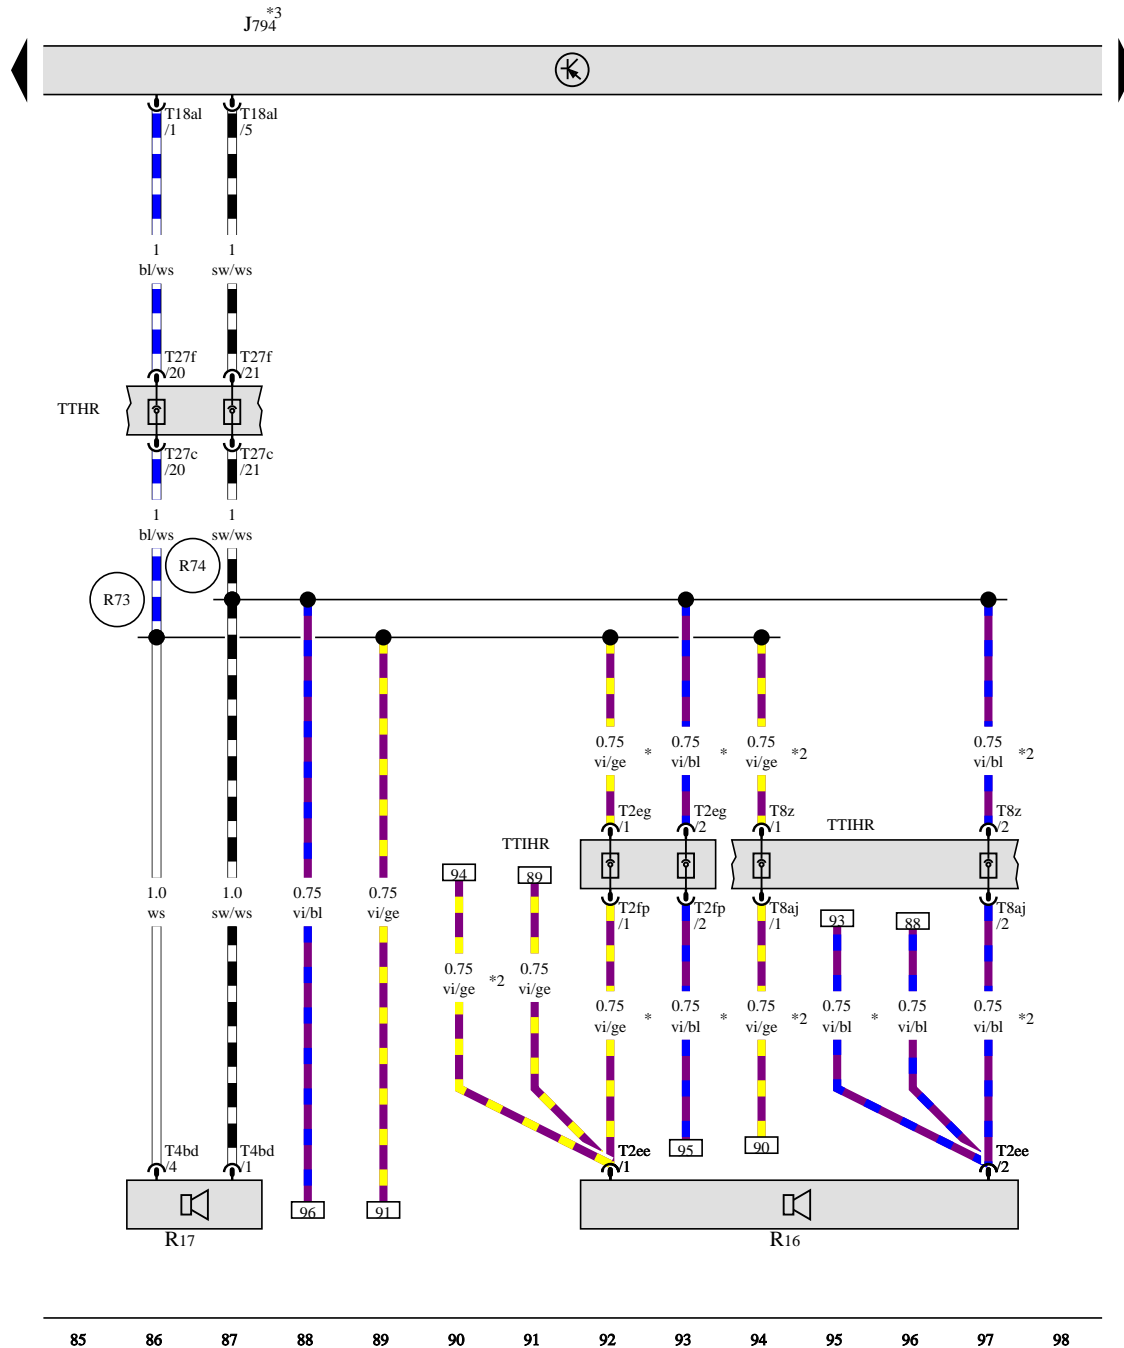 J794 *3
T18al /1
T18al /5
1 bl/ws
1 sw/ws
T27f /20
T27f /21
TTHR
T27c /20
T27c /21
1 bl/ws
1 sw/ws
R74
R73
0.75 vi/ge *
0.75 vi/bl *
0.75 vi/ge *2
0.75 vi/bl *2
T2eg /1
T2eg /2
T8z /1
T8z /2
TTIHR
TTIHR
94
89
1.0 ws
1.0 sw/ws
0.75 vi/bl
0.75 vi/ge
T2fp /1
T2fp /2
T8aj /1
T8aj /2
93
88
0.75 vi/ge *2
0.75 vi/ge
0.75 vi/ge *
0.75 vi/bl *
0.75 vi/ge *2
0.75 vi/bl *
0.75 vi/bl
0.75 vi/bl *2
T4bd /4
T4bd /1
T2ee /1
95
90
T2ee /2
96
91
R17
R16
85 86 87 88 89 90 91 92 93 94 95 96 97 98